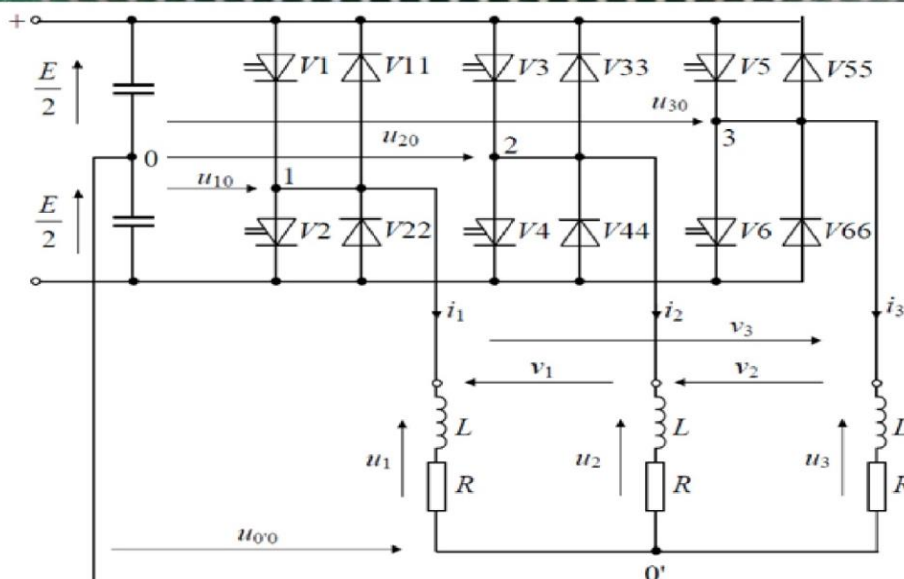 +
E/2
V1 V11 V3 V33 V5 V55
u30
u20
3
0
2
u10
1
E/2
V2 V22 V4 V44 V6 V66
i1 i2 i3
v3
v1 v2
L L L
u1 u2 u3
R R R
u0'0
0'